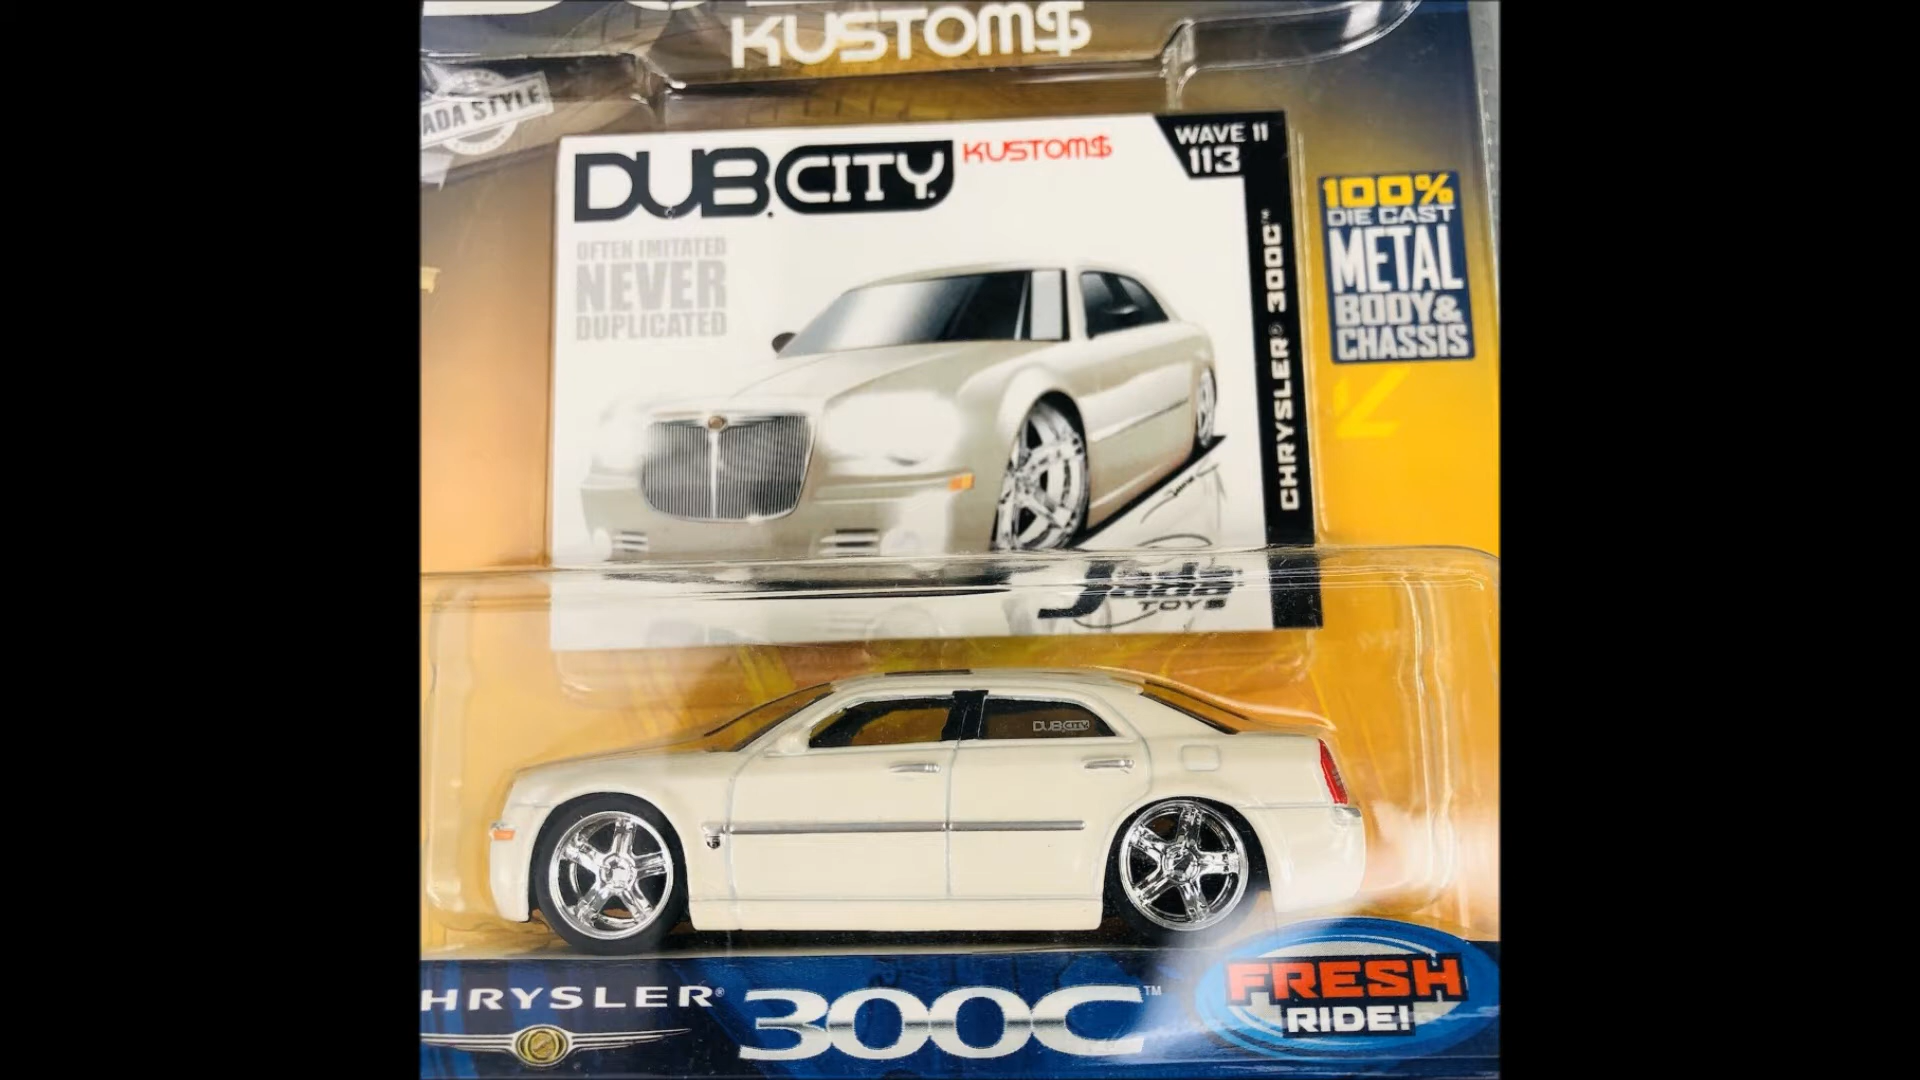 KUSTOM$
ADA STYLE
DUB.CITY.
KUSTOM$
WAVE 11
113
OFTEN IMITATED
NEVER
DUPLICATED
CHRYSLER® 300C™
100%
DIE CAST
METAL
BODY&
CHASSIS
Jada
TOYS
DUB CITY
HRYSLER®
300C™
FRESH
RIDE!